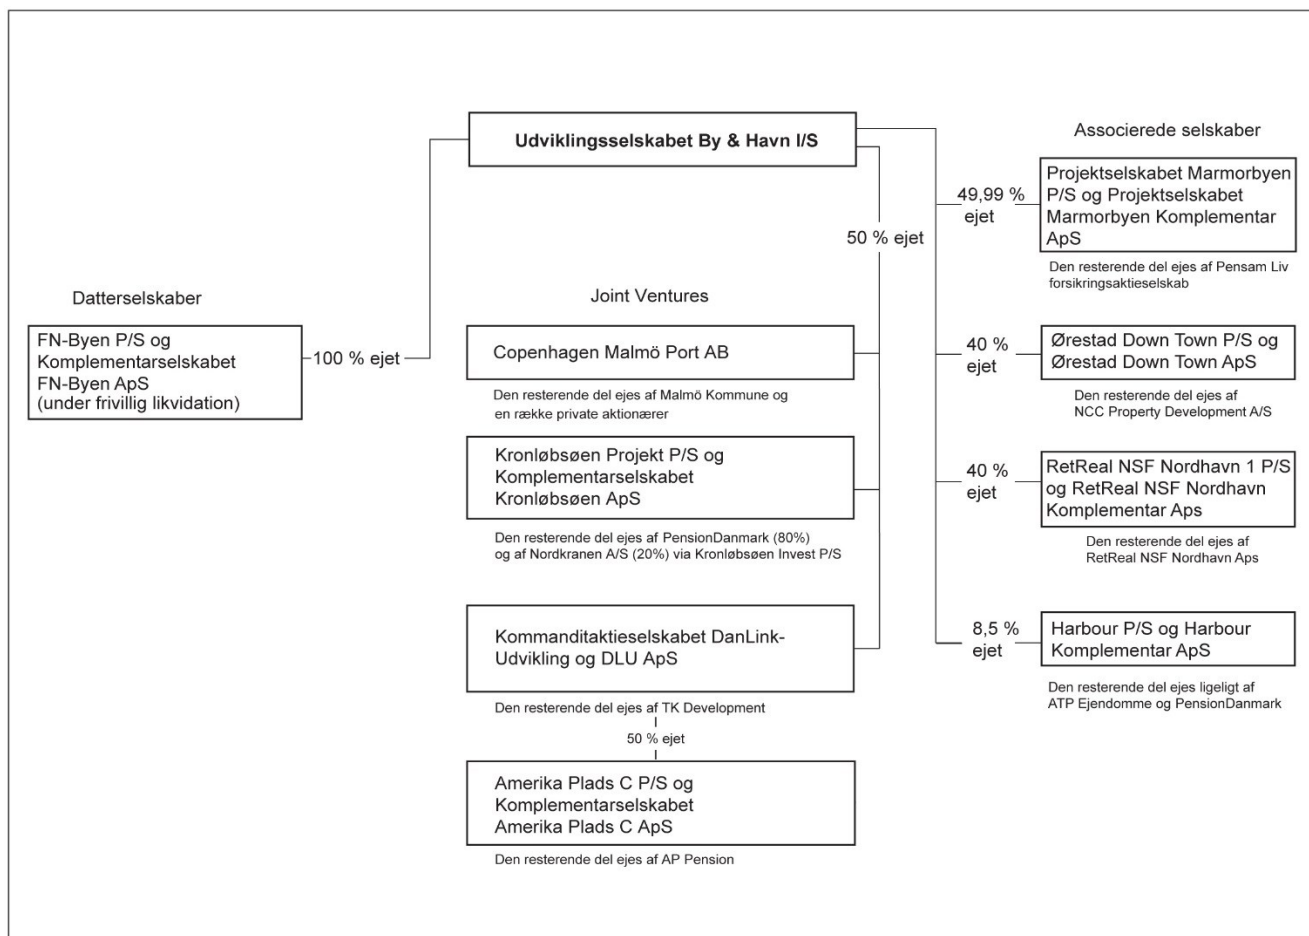 Udviklingsselskabet By & Havn I/S
Datterselskaber
FN-Byen P/S og
Komplementarselskabet
FN-Byen ApS
(under frivillig likvidation)
100 % ejet
Joint Ventures
50 % ejet
Copenhagen Malmö Port AB
Den resterende del ejes af Malmö Kommune og
en række private aktionærer
Kronløbsøen Projekt P/S og
Komplementarselskabet
Kronløbsøen ApS
Den resterende del ejes af PensionDanmark (80%)
og af Nordkranen A/S (20%) via Kronløbsøen Invest P/S
Kommanditaktieselskabet DanLink-
Udvikling og DLU ApS
Den resterende del ejes af TK Development
50 % ejet
Amerika Plads C P/S og
Komplementarselskabet
Amerika Plads C ApS
Den resterende del ejes af AP Pension
Associerede selskaber
49,99 %
ejet
Projektselskabet Marmorbyen
P/S og Projektselskabet
Marmorbyen Komplementar
ApS
Den resterende del ejes af Pensam Liv
forsikringsaktieselskab
40 %
ejet
Ørestad Down Town P/S og
Ørestad Down Town ApS
Den resterende del ejes af
NCC Property Development A/S
40 %
ejet
RetReal NSF Nordhavn 1 P/S
og RetReal NSF Nordhavn
Komplementar Aps
Den resterende del ejes af
RetReal NSF Nordhavn Aps
8,5 %
ejet
Harbour P/S og Harbour
Komplementar ApS
Den resterende del ejes ligeligt af
ATP Ejendomme og PensionDanmark